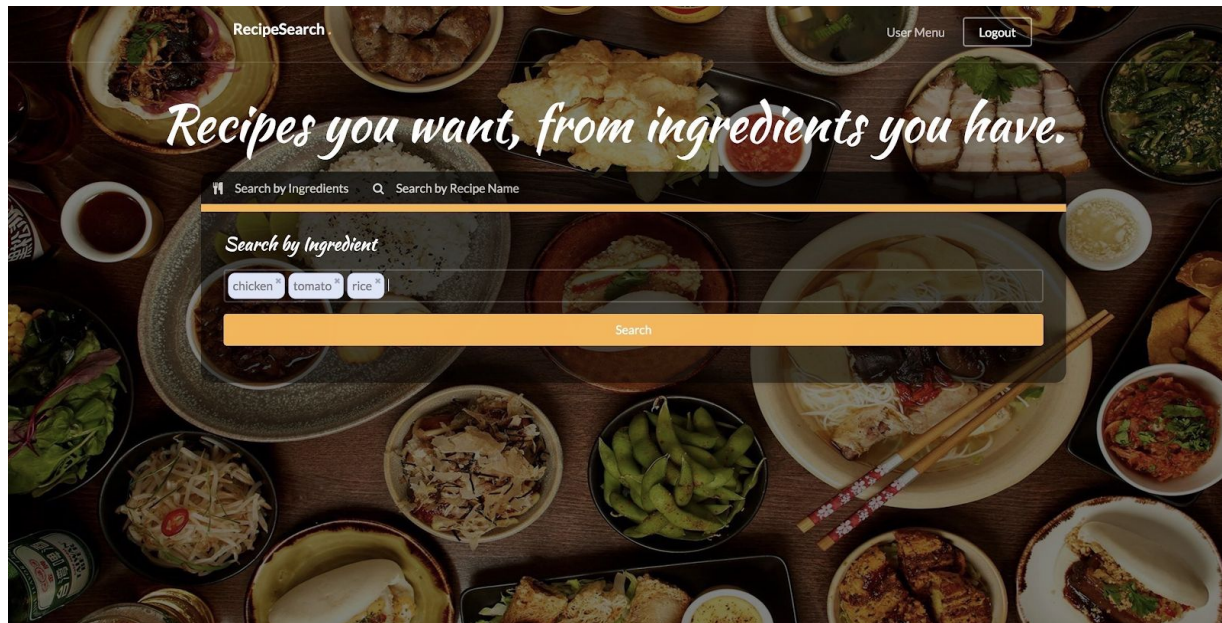 RecipeSearch.
User Menu
Logout
Recipes you want, from ingredients you have.
Search by Ingredients
Search by Recipe Name
Search by Ingredient
chicken × tomato × rice ×
Search